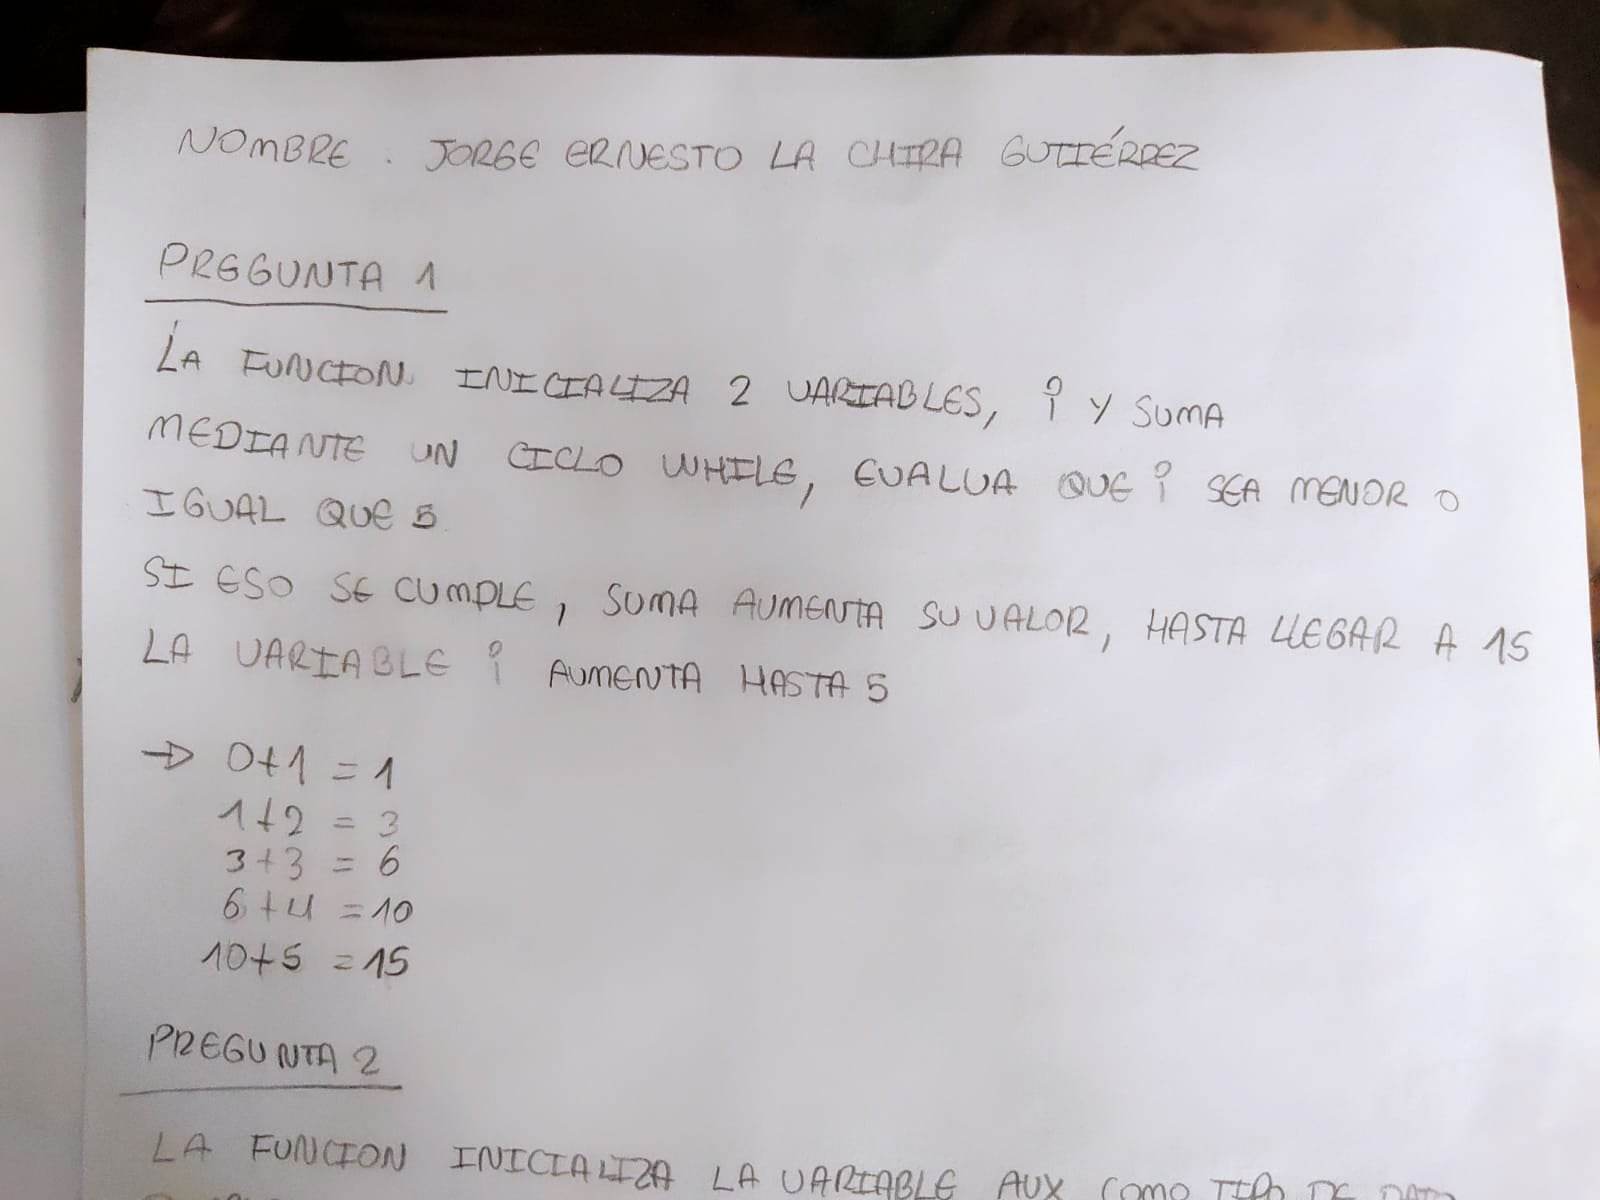 NOMBRE . JORGE ERNESTO LA CHIRA GUTIÉRREZ
PREGUNTA 1
LA FUNCION INICIALIZA 2 VARIABLES, i Y SUMA
MEDIANTE UN CICLO WHILE, EVALUA QUE i SEA MENOR O
IGUAL QUE 5
SI ESO SE CUMPLE, SUMA AUMENTA SU VALOR, HASTA LLEGAR A 15
LA VARIABLE i AUMENTA HASTA 5
→ 0+1 = 1
1+2 = 3
3+3 = 6
6+4 = 10
10+5 = 15
PREGUNTA 2
LA FUNCION INICIALIZA LA VARIABLE AUX COMO TIPO DE